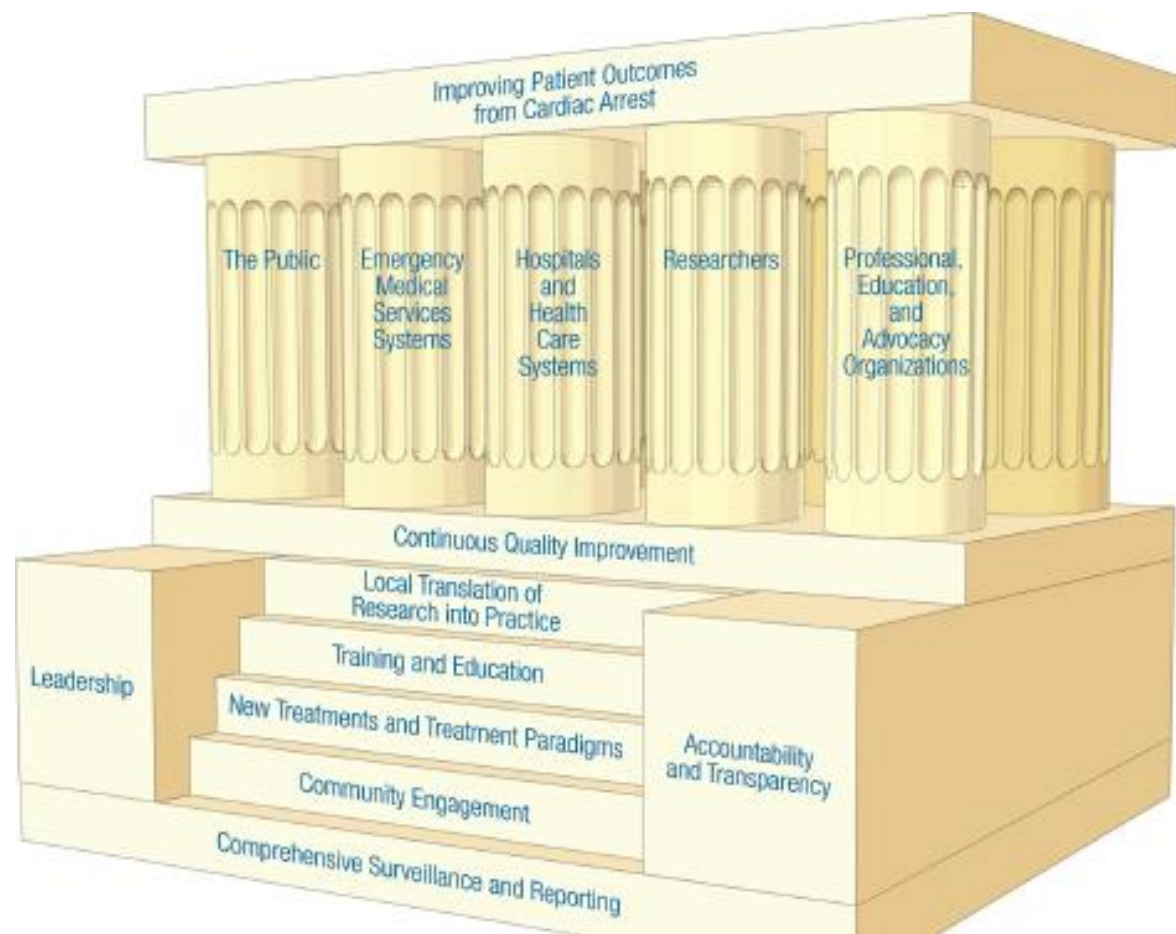 Improving Patient Outcomes
from Cardiac Arrest
The Public
Emergency
Medical
Services
Systems
Hospitals
and
Health
Care
Systems
Researchers
Professional,
Education,
and
Advocacy
Organizations
Continuous Quality Improvement
Local Translation of
Research into Practice
Training and Education
New Treatments and Treatment Paradigms
Community Engagement
Leadership
Accountability
and Transparency
Comprehensive Surveillance and Reporting